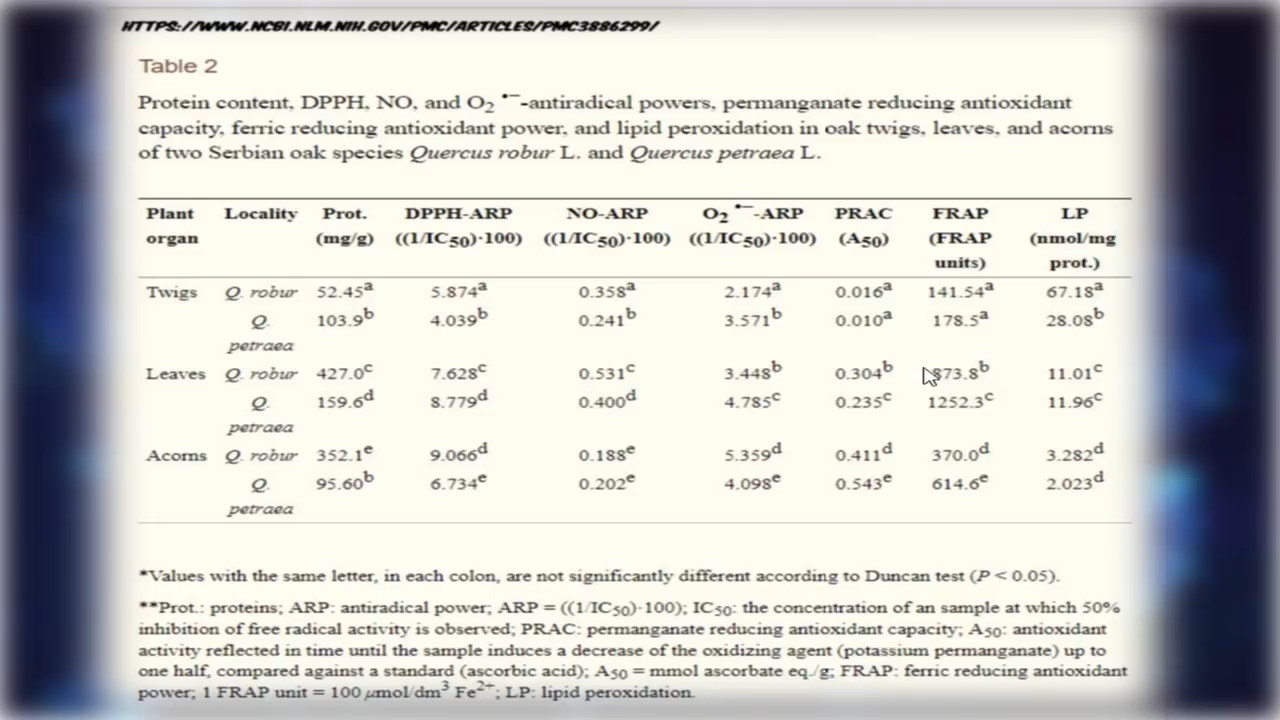 HTTPS://WWW.NCBI.NLM.NIH.GOV/PMC/ARTICLES/PMC3886299/
Table 2
Protein content, DPPH, NO, and O₂ •⁻-antiradical powers, permanganate reducing antioxidant
capacity, ferric reducing antioxidant power, and lipid peroxidation in oak twigs, leaves, and acorns
of two Serbian oak species Quercus robur L. and Quercus petraea L.
Plant Locality Prot. DPPH-ARP NO-ARP O₂ •⁻-ARP PRAC FRAP LP
organ (mg/g) ((1/IC₅₀)·100) ((1/IC₅₀)·100) ((1/IC₅₀)·100) (A₅₀) (FRAP (nmol/mg
units) prot.)
Twigs Q. robur 52.45ᵃ 5.874ᵃ 0.358ᵃ 2.174ᵃ 0.016ᵃ 141.54ᵃ 67.18ᵃ
Q. 103.9ᵇ 4.039ᵇ 0.241ᵇ 3.571ᵇ 0.010ᵃ 178.5ᵃ 28.08ᵇ
petraea
Leaves Q. robur 427.0ᶜ 7.628ᶜ 0.531ᶜ 3.448ᵇ 0.304ᵇ 873.8ᵇ 11.01ᶜ
Q. 159.6ᵈ 8.779ᵈ 0.400ᵈ 4.785ᶜ 0.235ᶜ 1252.3ᶜ 11.96ᶜ
petraea
Acorns Q. robur 352.1ᵉ 9.066ᵈ 0.188ᵉ 5.359ᵈ 0.411ᵈ 370.0ᵈ 3.282ᵈ
Q. 95.60ᵇ 6.734ᵉ 0.202ᵉ 4.098ᵉ 0.543ᵉ 614.6ᵉ 2.023ᵈ
petraea
*Values with the same letter, in each colon, are not significantly different according to Duncan test (P < 0.05).
**Prot.: proteins; ARP: antiradical power; ARP = ((1/IC₅₀)·100); IC₅₀: the concentration of an sample at which 50%
inhibition of free radical activity is observed; PRAC: permanganate reducing antioxidant capacity; A₅₀: antioxidant
activity reflected in time until the sample induces a decrease of the oxidizing agent (potassium permanganate) up to
one half, compared against a standard (ascorbic acid); A₅₀ = mmol ascorbate eq./g; FRAP: ferric reducing antioxidant
power; 1 FRAP unit = 100 μmol/dm³ Fe²⁺; LP: lipid peroxidation.